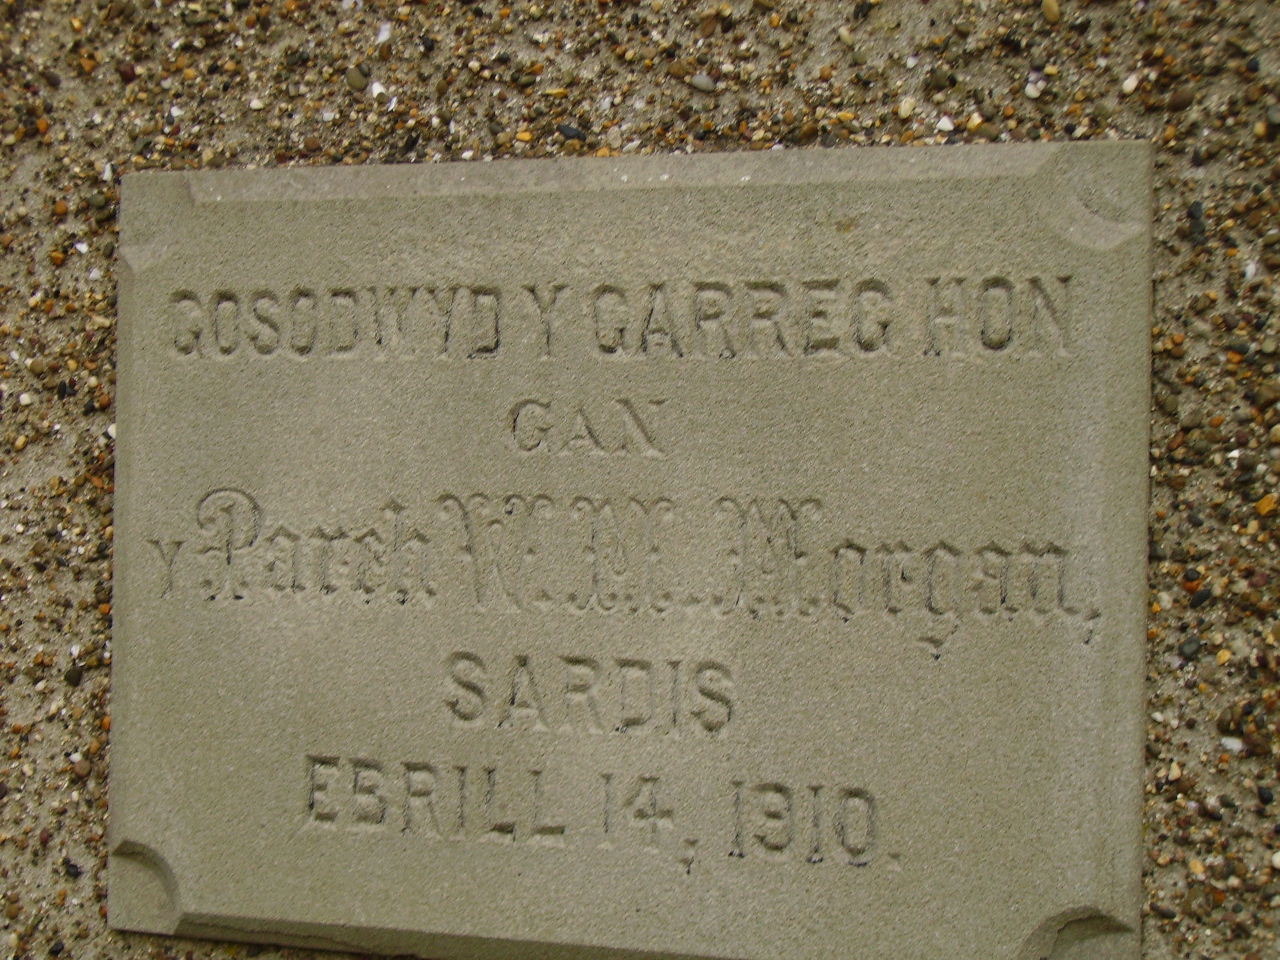 GOSODWYD Y GARREG HON
GAN
Y Parch. W. M. Morgan,
SARDIS
EBRILL 14, 1910.